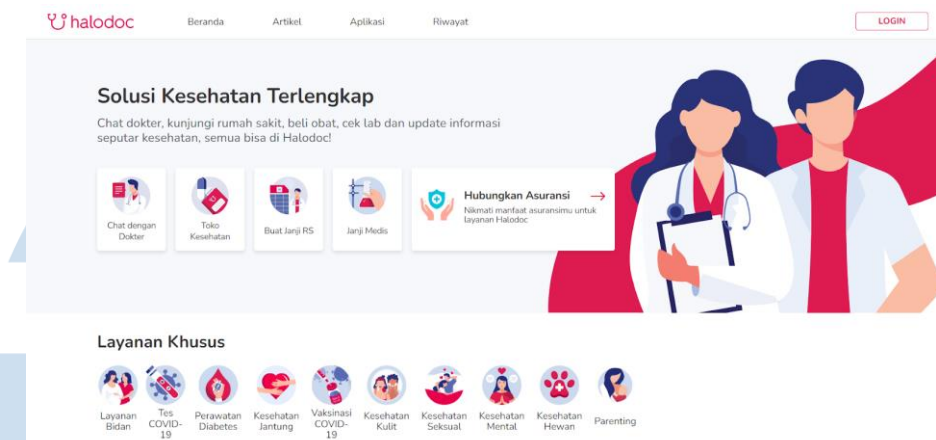 halodoc
Beranda
Artikel
Aplikasi
Riwayat
LOGIN
Solusi Kesehatan Terlengkap
Chat dokter, kunjungi rumah sakit, beli obat, cek lab dan update informasi
seputar kesehatan, semua bisa di Halodoc!
Chat dengan
Dokter
Toko
Kesehatan
Buat Janji RS
Janji Medis
Hubungkan Asuransi
Nikmati manfaat asuransimu untuk
layanan Halodoc
Layanan Khusus
Layanan
Bidan
Tes
COVID-
19
Perawatan
Diabetes
Kesehatan
Jantung
Vaksinasi
COVID-
19
Kesehatan
Kulit
Kesehatan
Seksual
Kesehatan
Mental
Kesehatan
Hewan
Parenting